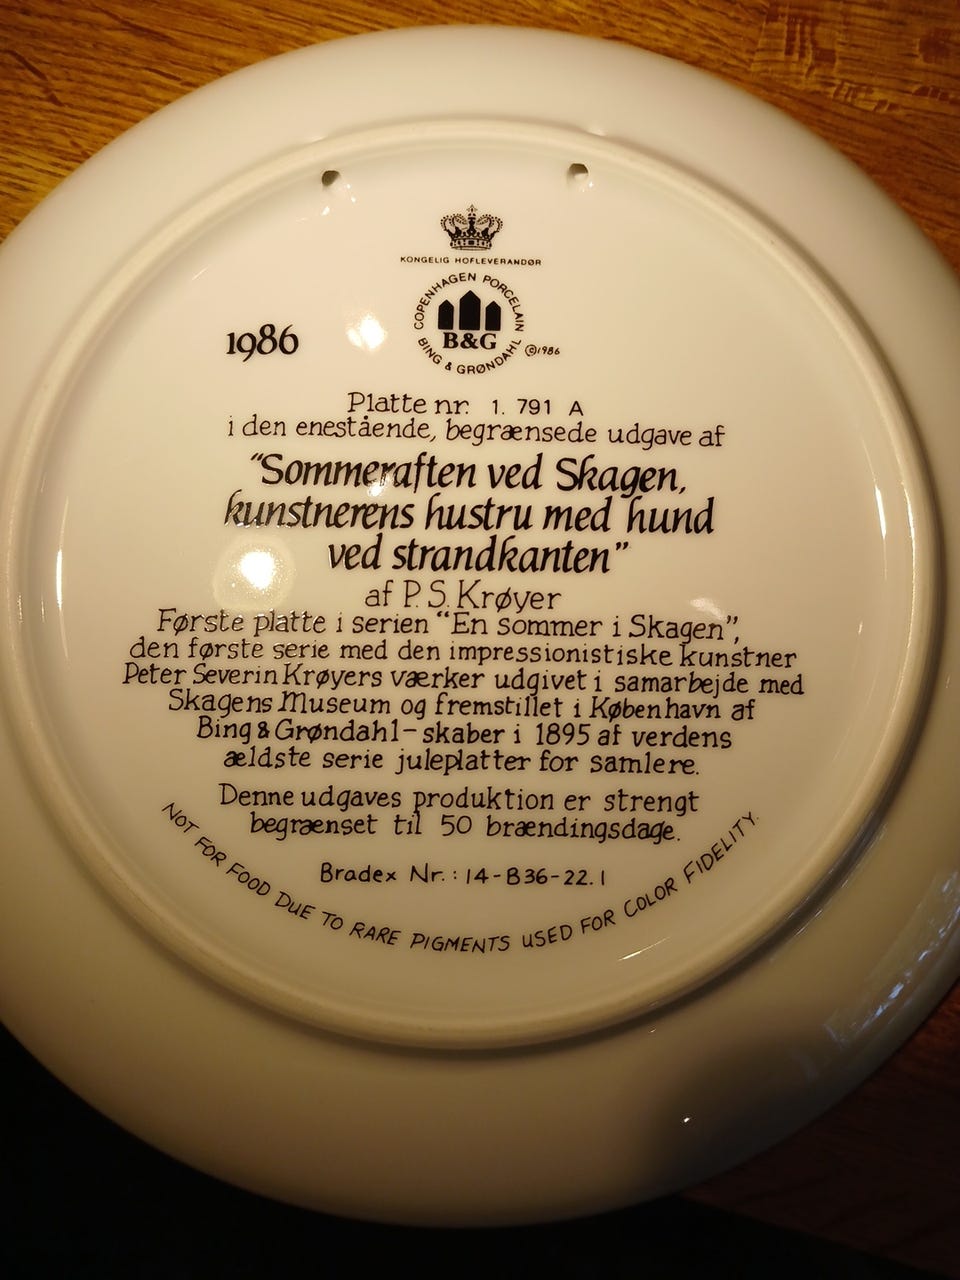 KONGELIG HOFLEVERANDØR
COPENHAGEN PORCELAIN
B&G
BING & GRØNDAHL
©1986
1986
Platte nr. 1. 791 A
i den enestående, begrænsede udgave af
“Sommeraften ved Skagen,
kunstnerens hustru med hund
ved strandkanten”
af P. S. Krøyer
Første platte i serien “En sommer i Skagen”,
den første serie med den impressionistiske kunstner
Peter Severin Krøyers værker udgivet i samarbejde med
Skagens Museum og fremstillet i København af
Bing & Grøndahl – skaber i 1895 af verdens
ældste serie juleplatter for samlere.
Denne udgaves produktion er strengt
begrænset til 50 brændingsdage.
Bradex Nr.: 14-B36-22.1
NOT FOR FOOD DUE TO RARE PIGMENTS USED FOR COLOR FIDELITY.